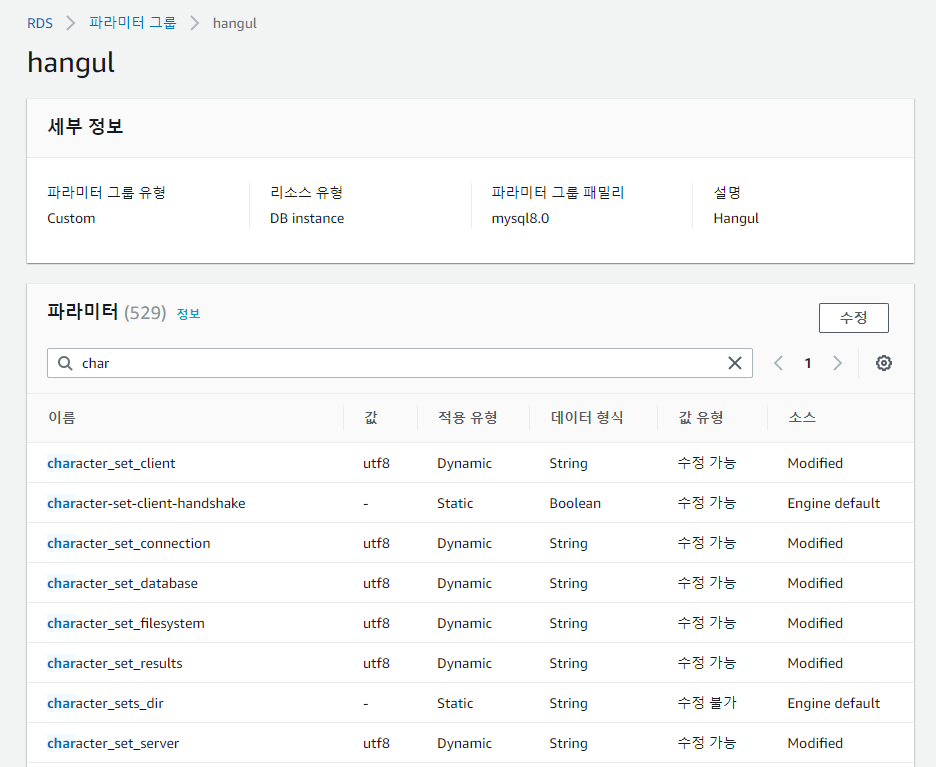 RDS > 파라미터 그룹 > hangul
hangul
세부 정보
파라미터 그룹 유형 리소스 유형 파라미터 그룹 패밀리 설명
Custom DB instance mysql8.0 Hangul
파라미터 (529) 정보
수정
char 1
이름 값 적용 유형 데이터 형식 값 유형 소스
character_set_client utf8 Dynamic String 수정 가능 Modified
character-set-client-handshake - Static Boolean 수정 가능 Engine default
character_set_connection utf8 Dynamic String 수정 가능 Modified
character_set_database utf8 Dynamic String 수정 가능 Modified
character_set_filesystem utf8 Dynamic String 수정 가능 Modified
character_set_results utf8 Dynamic String 수정 가능 Modified
character_sets_dir - Static String 수정 불가 Engine default
character_set_server utf8 Dynamic String 수정 가능 Modified